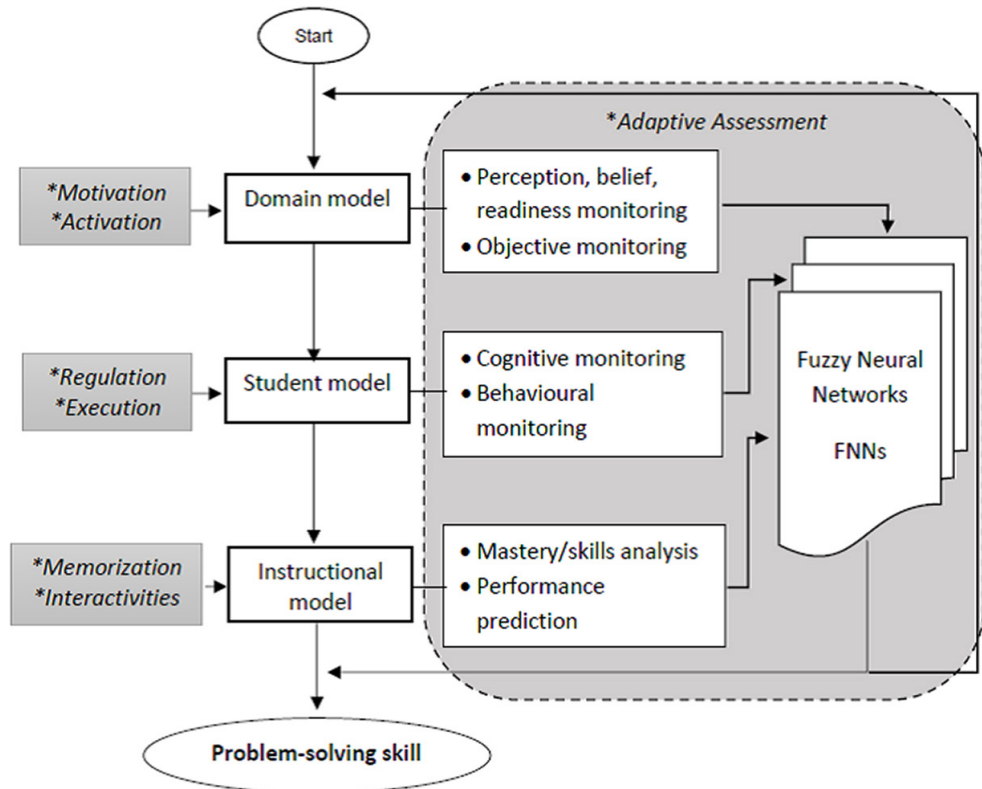 Start
*Adaptive Assessment
*Motivation
*Activation
Domain model
• Perception, belief,
readiness monitoring
• Objective monitoring
*Regulation
*Execution
Student model
• Cognitive monitoring
• Behavioural
monitoring
Fuzzy Neural
Networks
FNNs
*Memorization
*Interactivities
Instructional
model
• Mastery/skills analysis
• Performance
prediction
Problem-solving skill